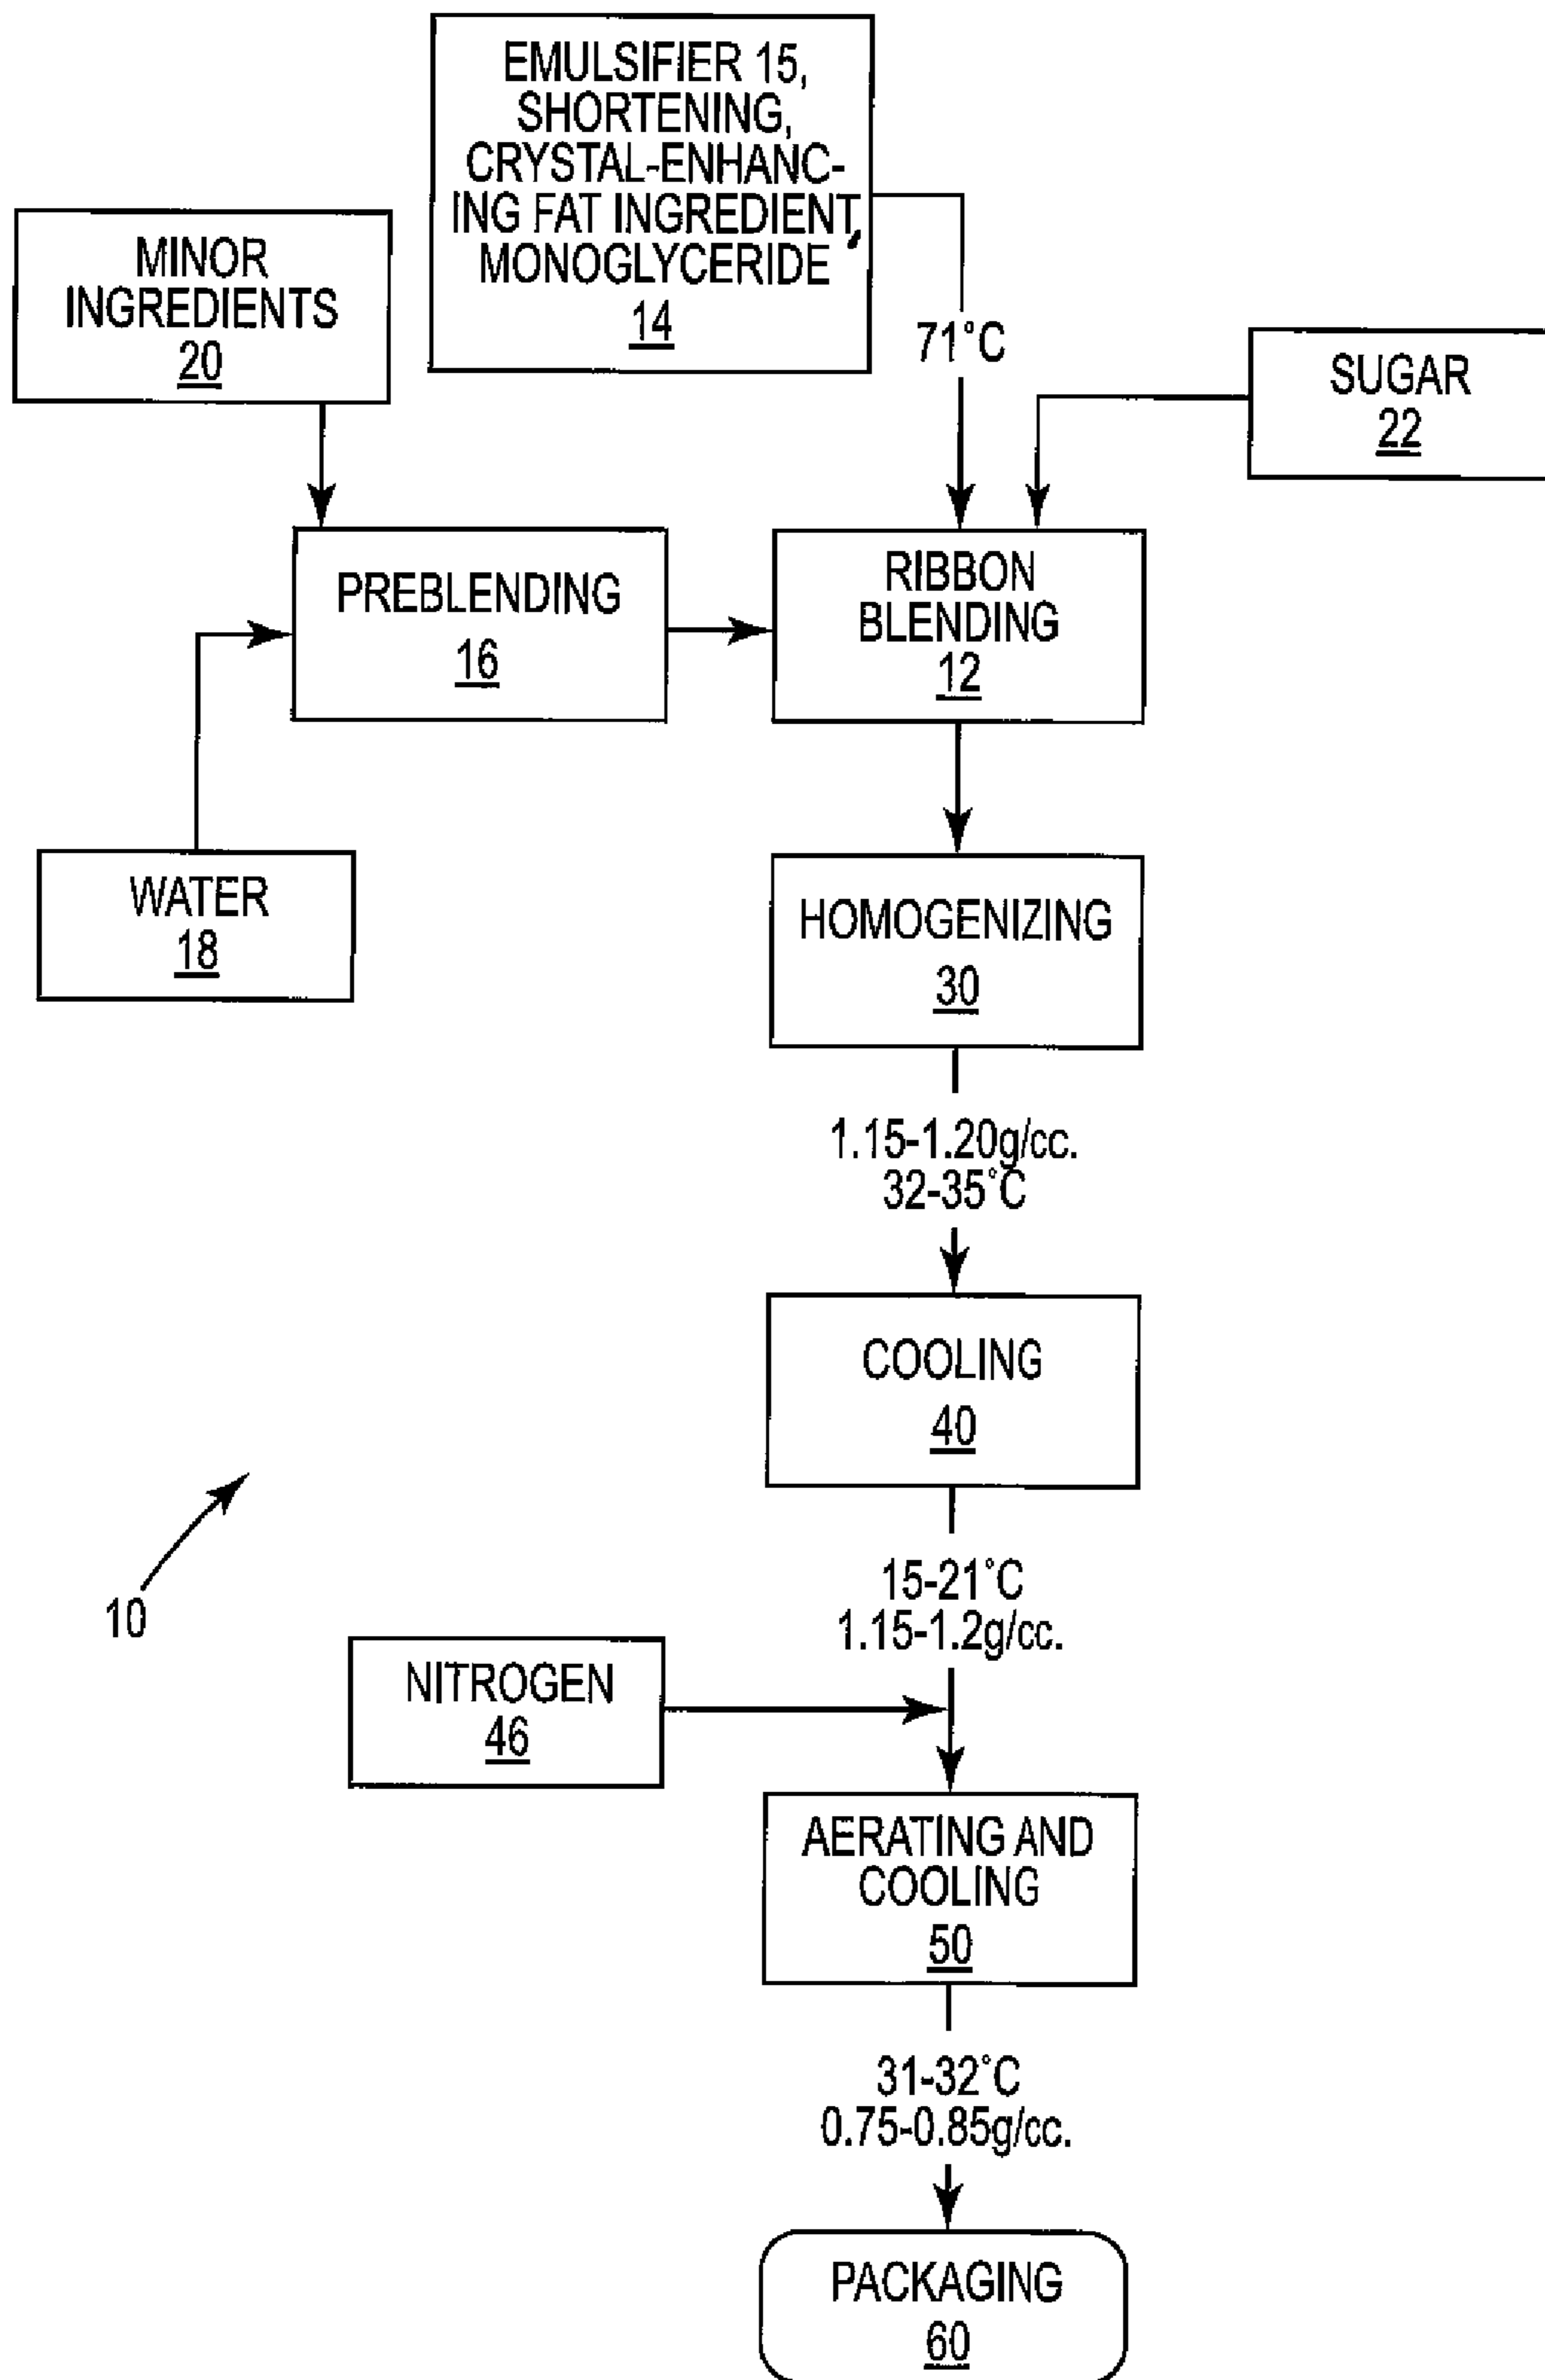 EMULSIFIER 15,
SHORTENING,
CRYSTAL-ENHANC-
ING FAT INGREDIENT,
MONOGLYCERIDE
14
MINOR
INGREDIENTS
20
71°C
SUGAR
22
PREBLENDING
16
RIBBON
BLENDING
12
WATER
18
HOMOGENIZING
30
1.15-1.20g/cc.
32-35°C
COOLING
40
10
15-21°C
1.15-1.2g/cc.
NITROGEN
46
AERATING AND
COOLING
50
31-32°C
0.75-0.85g/cc.
PACKAGING
60